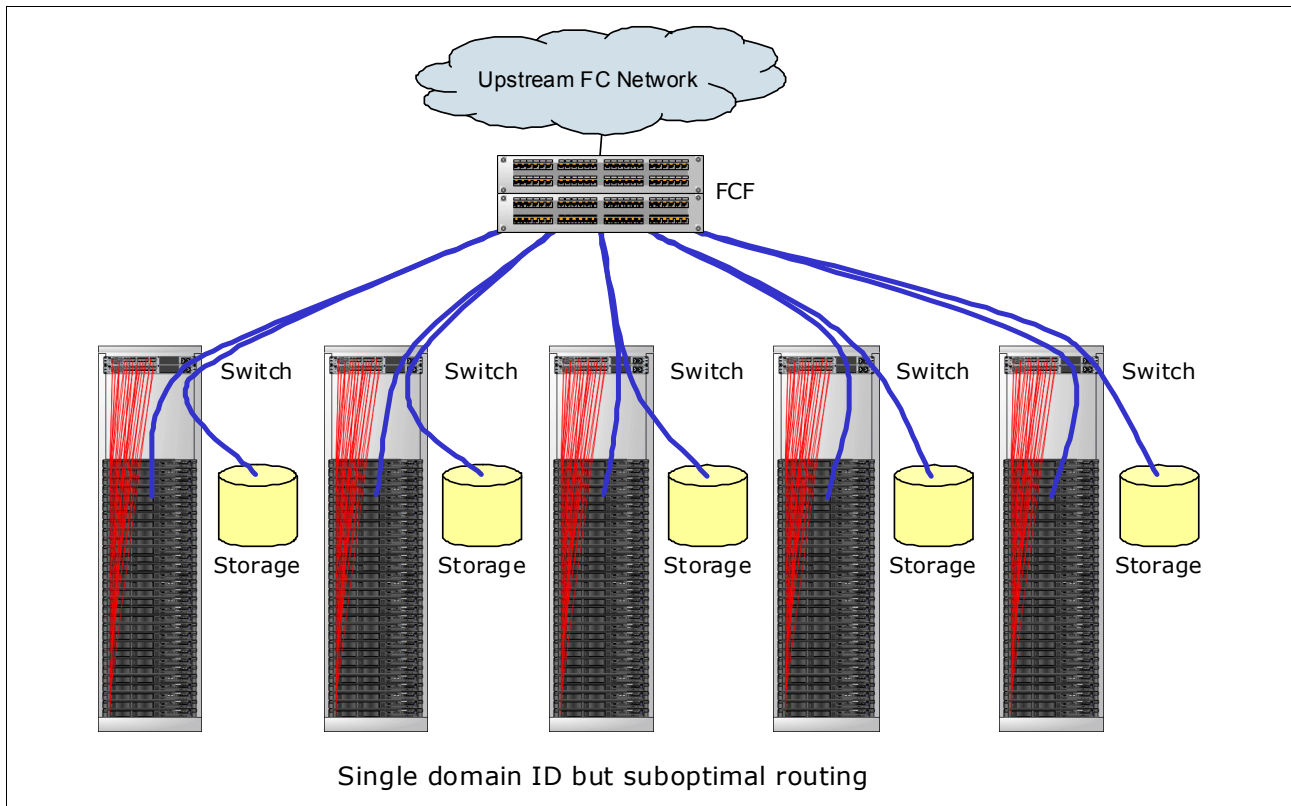 Upstream FC Network
FCF
Switch
Switch
Switch
Switch
Switch
Storage
Storage
Storage
Storage
Storage
Single domain ID but suboptimal routing